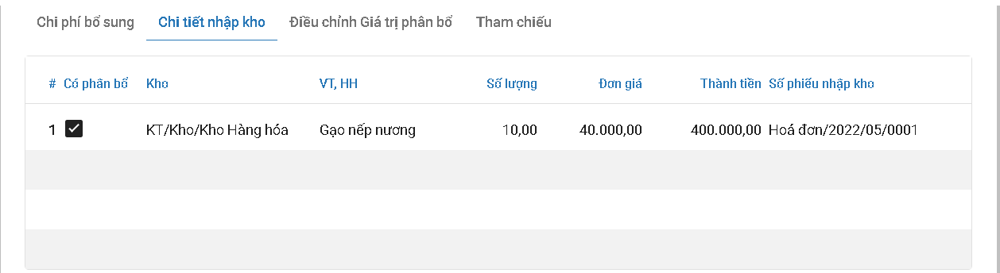 Chi phí bổ sung Chi tiết nhập kho Điều chỉnh Giá trị phân bổ Tham chiếu
# Có phân bổ Kho VT, HH Số lượng Đơn giá Thành tiền Số phiếu nhập kho
1 KT/Kho/Kho Hàng hóa Gạo nếp nương 10,00 40.000,00 400.000,00 Hoá đơn/2022/05/0001